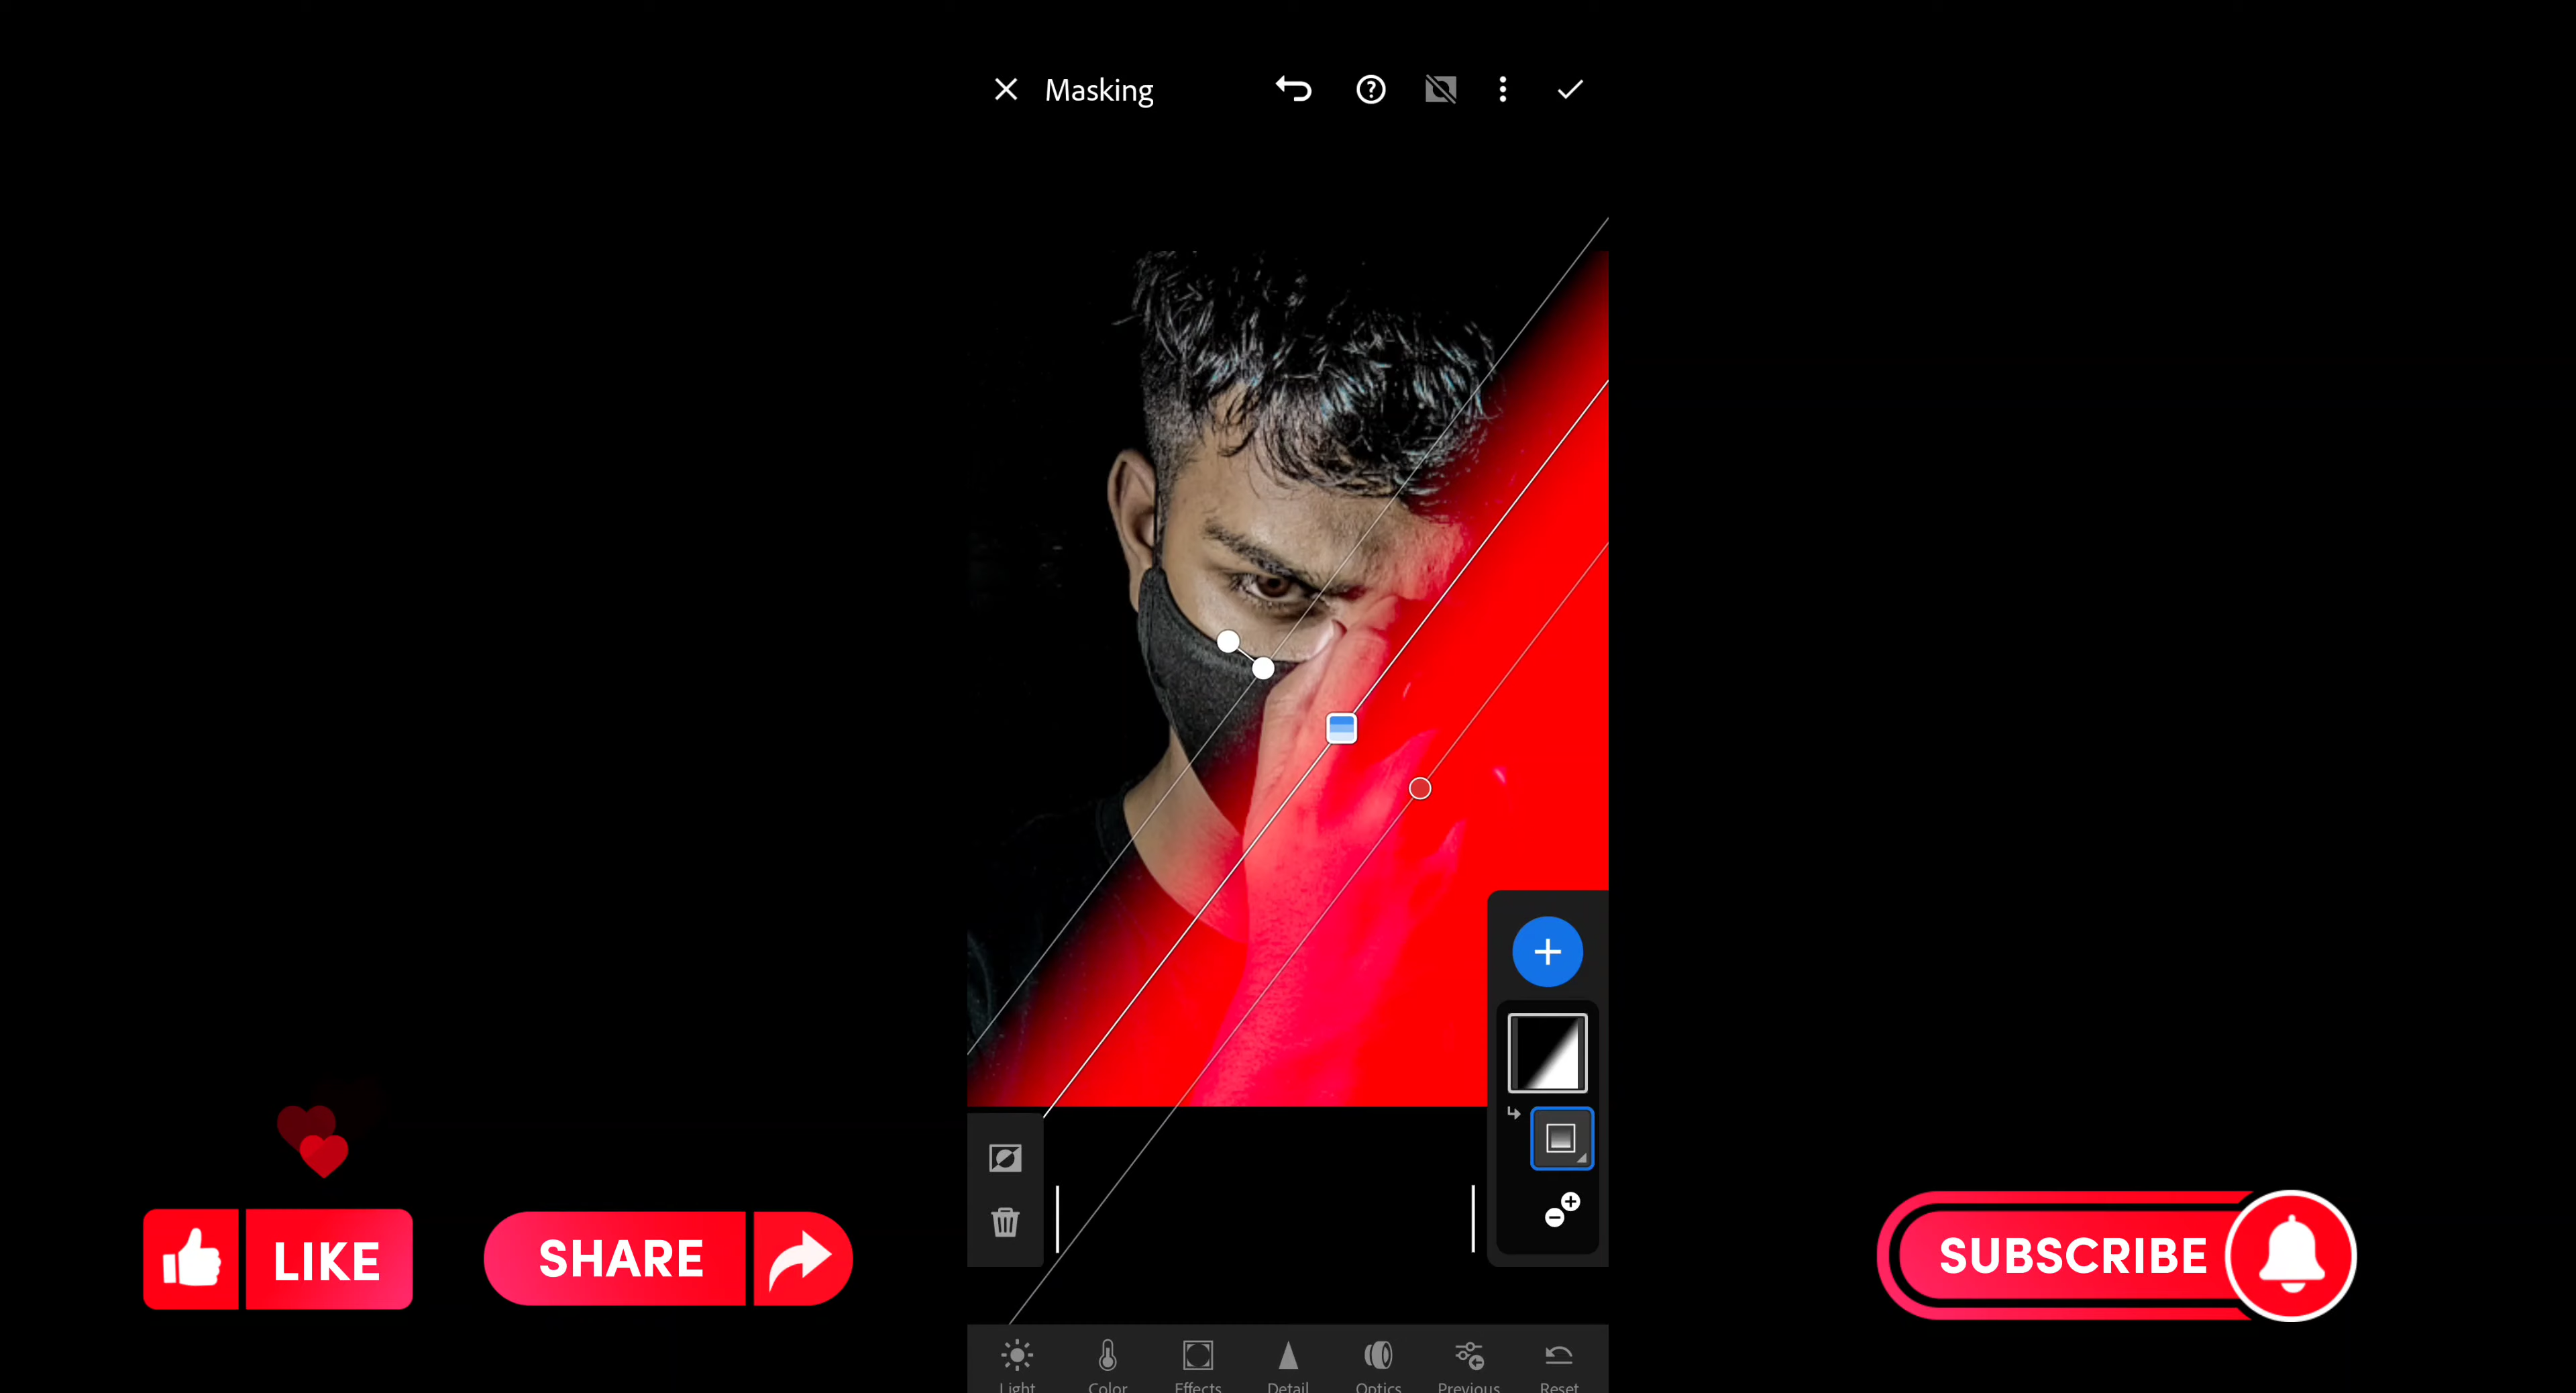 Masking
LIKE
SHARE
SUBSCRIBE
Light
Color
Effects
Detail
Optics
Previous
Reset